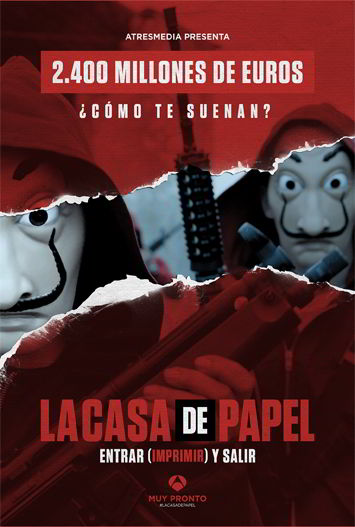 ATRESMEDIA PRESENTA
2.400 MILLONES DE EUROS
¿CÓMO TE SUENAN?
LA CASA DE PAPEL
ENTRAR (IMPRIMIR) Y SALIR
MUY PRONTO
#LACASADEPAPEL